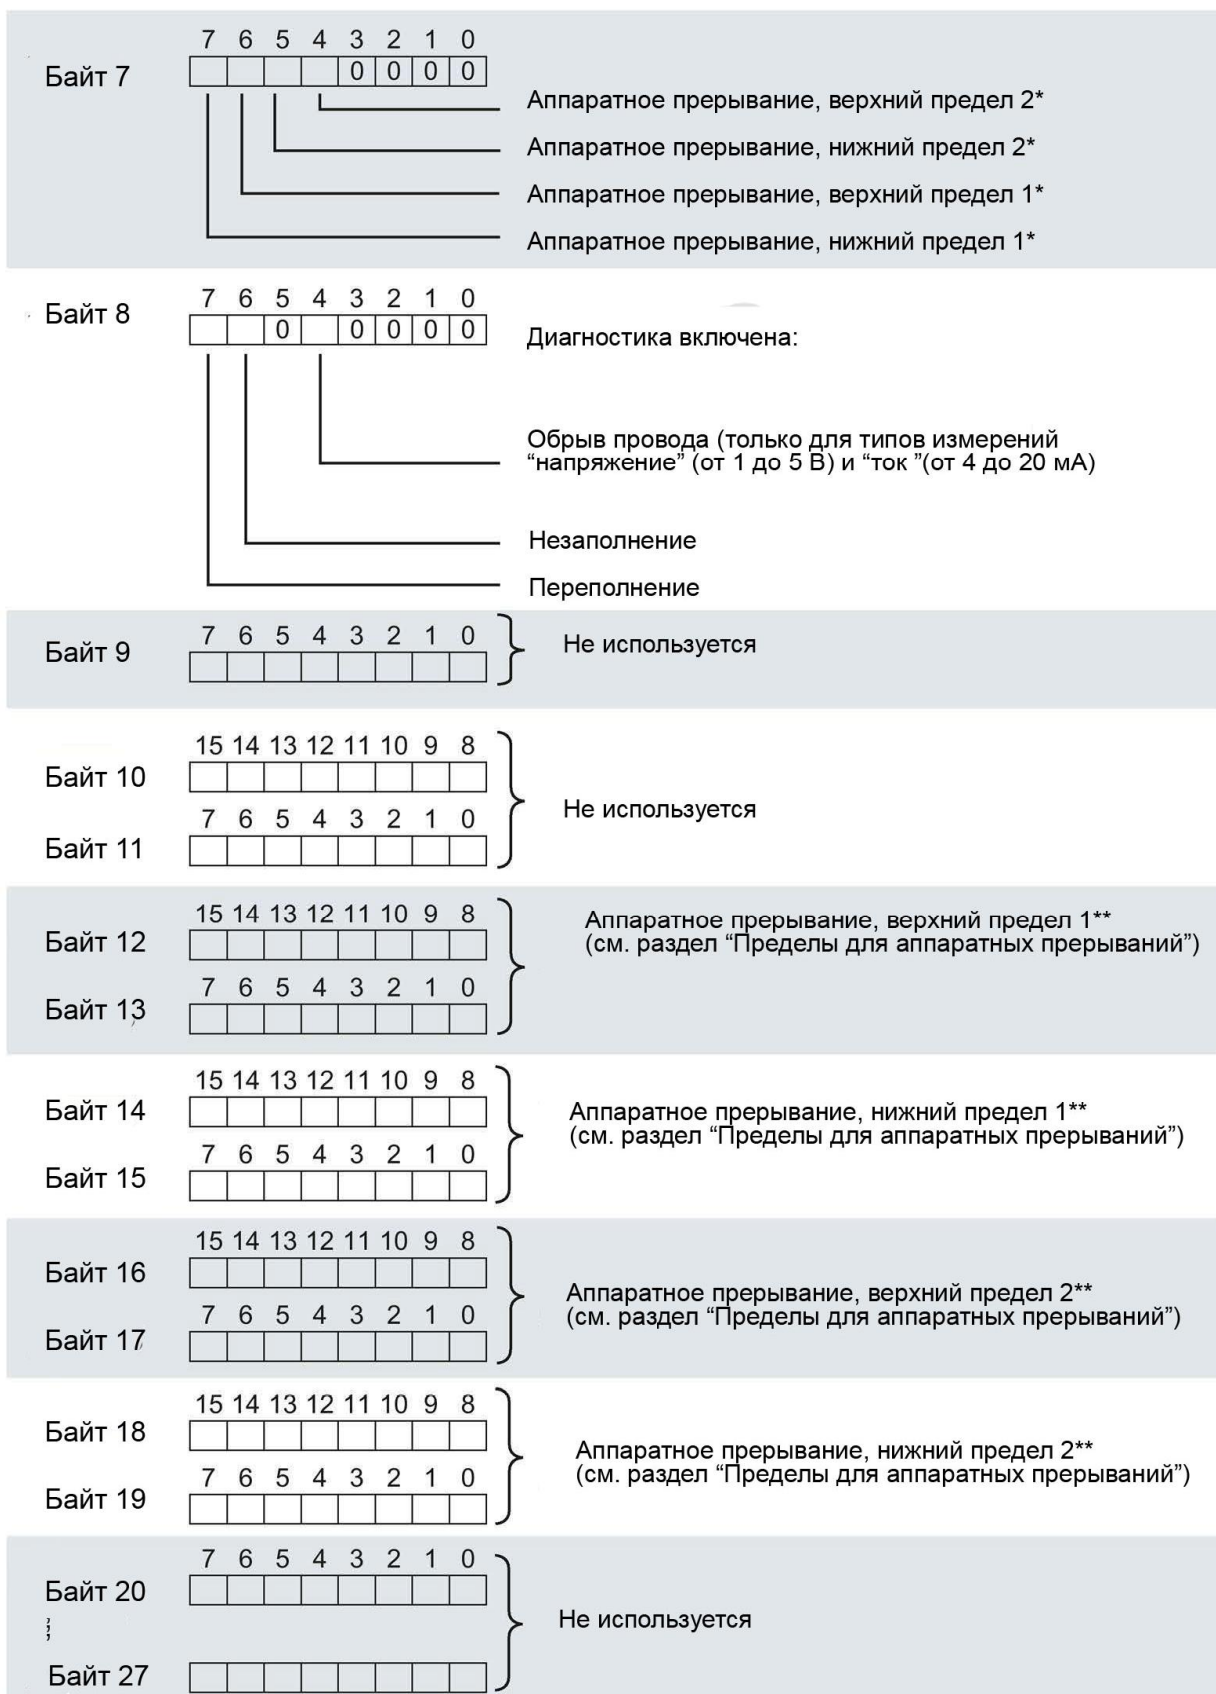 7 6 5 4 3 2 1 0
Байт 7
0 0 0 0
Аппаратное прерывание, верхний предел 2*
Аппаратное прерывание, нижний предел 2*
Аппаратное прерывание, верхний предел 1*
Аппаратное прерывание, нижний предел 1*
7 6 5 4 3 2 1 0
Байт 8
0 0 0 0 0
Диагностика включена:
Обрыв провода (только для типов измерений
“напряжение” (от 1 до 5 В) и “ток ”(от 4 до 20 мА)
Незаполнение
Переполнение
7 6 5 4 3 2 1 0
Байт 9
Не используется
15 14 13 12 11 10 9 8
Байт 10
7 6 5 4 3 2 1 0
Байт 11
Не используется
15 14 13 12 11 10 9 8
Байт 12
Аппаратное прерывание, верхний предел 1**
(см. раздел “Пределы для аппаратных прерываний”)
7 6 5 4 3 2 1 0
Байт 13
15 14 13 12 11 10 9 8
Байт 14
Аппаратное прерывание, нижний предел 1**
(см. раздел “Пределы для аппаратных прерываний”)
7 6 5 4 3 2 1 0
Байт 15
15 14 13 12 11 10 9 8
Байт 16
Аппаратное прерывание, верхний предел 2**
(см. раздел “Пределы для аппаратных прерываний”)
7 6 5 4 3 2 1 0
Байт 17
15 14 13 12 11 10 9 8
Байт 18
Аппаратное прерывание, нижний предел 2**
(см. раздел “Пределы для аппаратных прерываний”)
7 6 5 4 3 2 1 0
Байт 19
7 6 5 4 3 2 1 0
Байт 20
Не используется
Байт 27